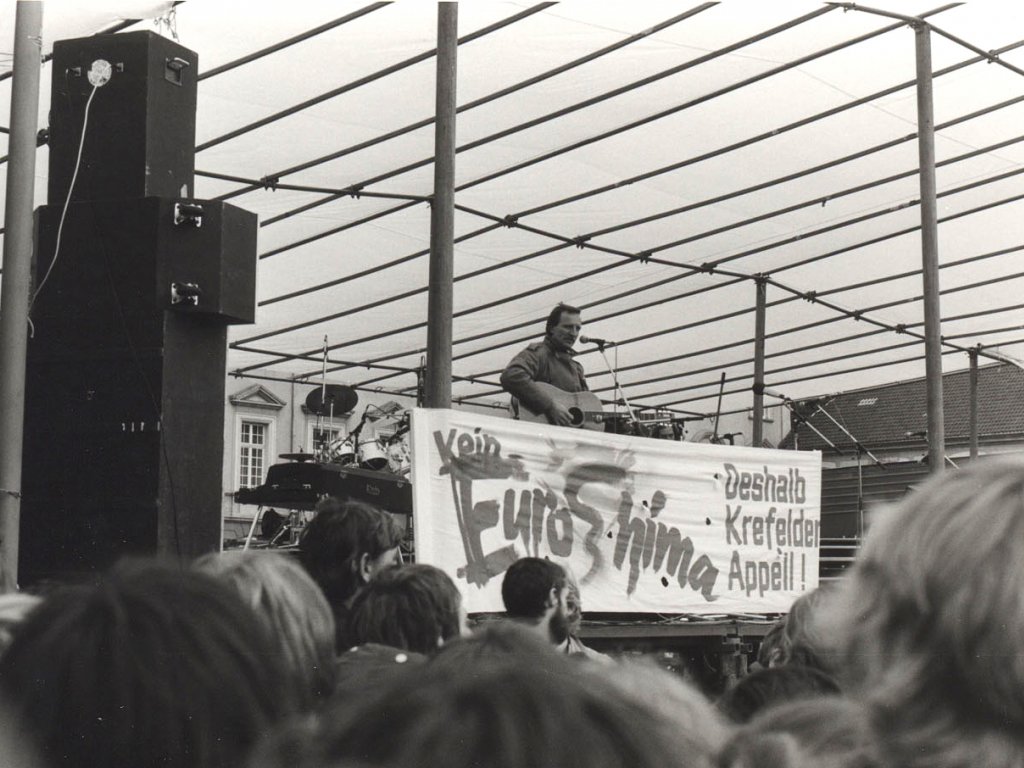 Kein
EuroShima
Deshalb
Krefelder
Appell!